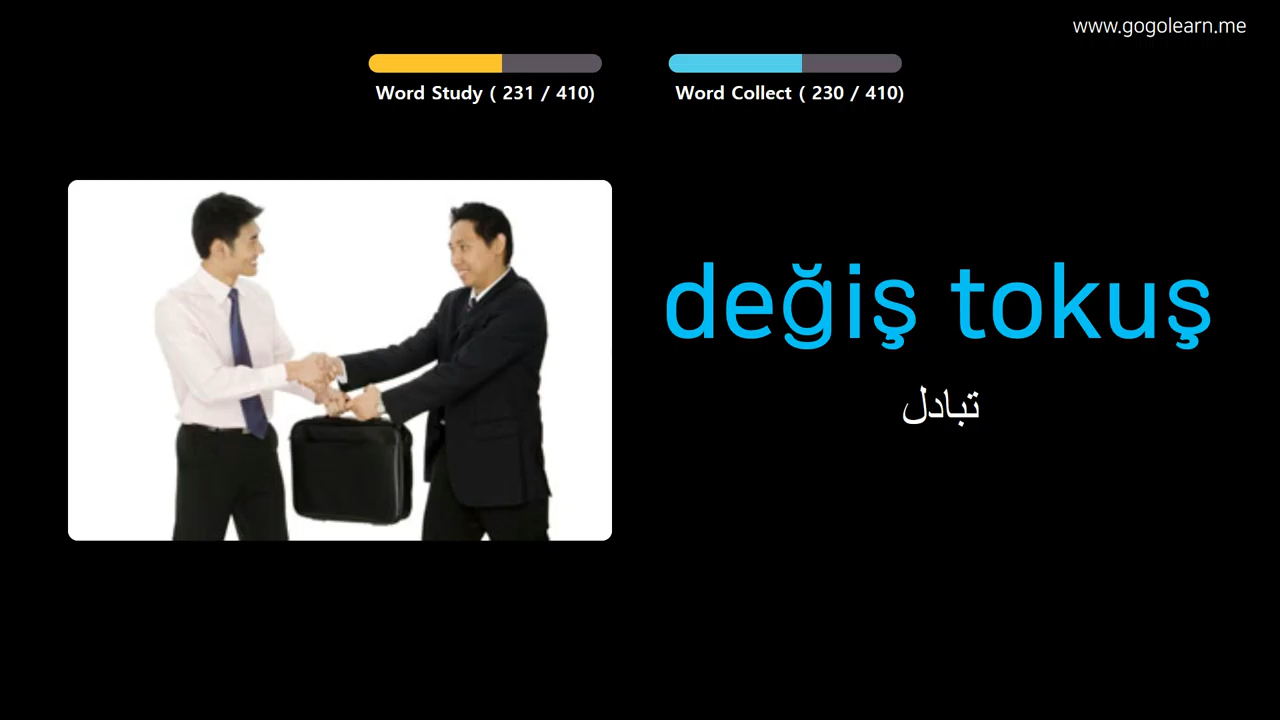 www.gogolearn.me
Word Study ( 231 / 410)
Word Collect ( 230 / 410)
değiş tokuş
تبادل